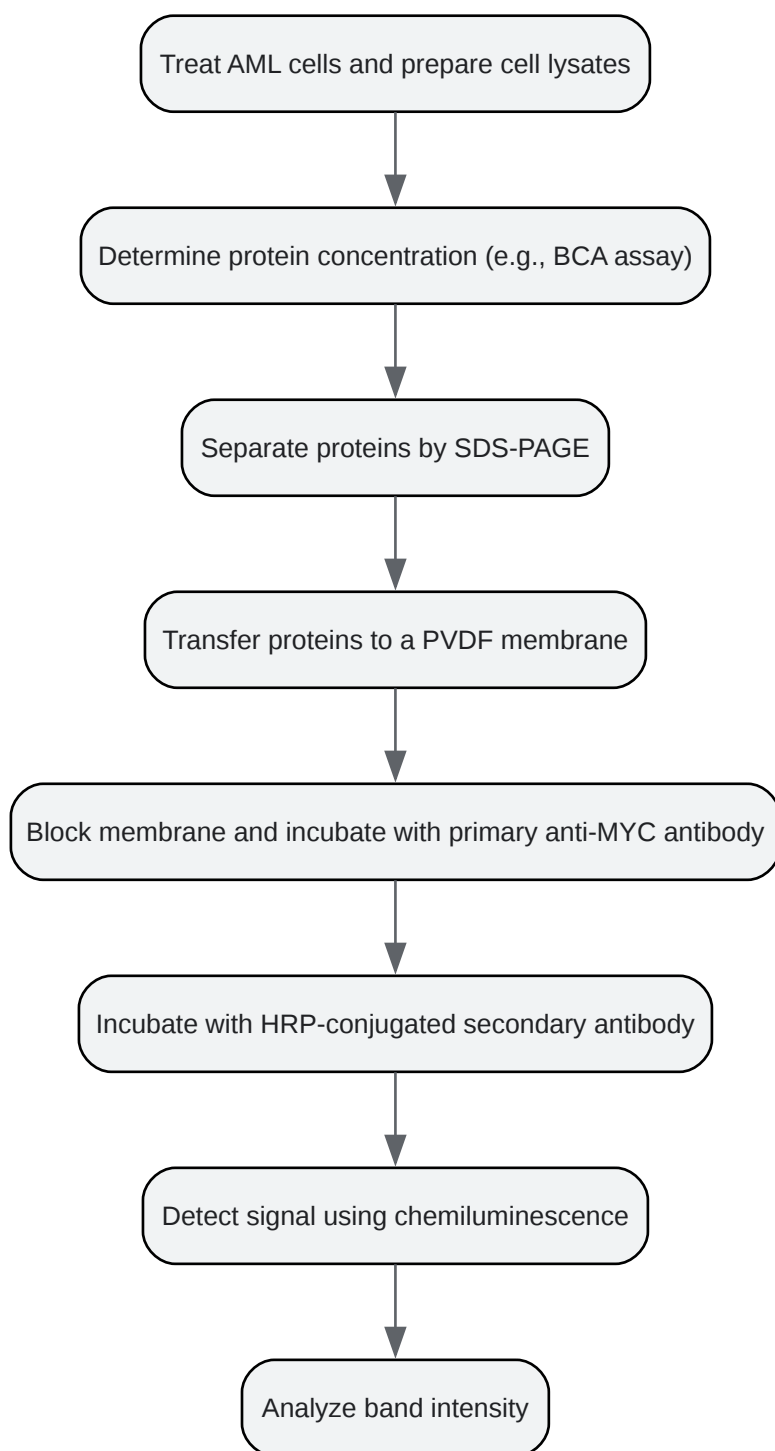 Treat AML cells and prepare cell lysates
Determine protein concentration (e.g., BCA assay)
Separate proteins by SDS-PAGE
Transfer proteins to a PVDF membrane
Block membrane and incubate with primary anti-MYC antibody
Incubate with HRP-conjugated secondary antibody
Detect signal using chemiluminescence
Analyze band intensity